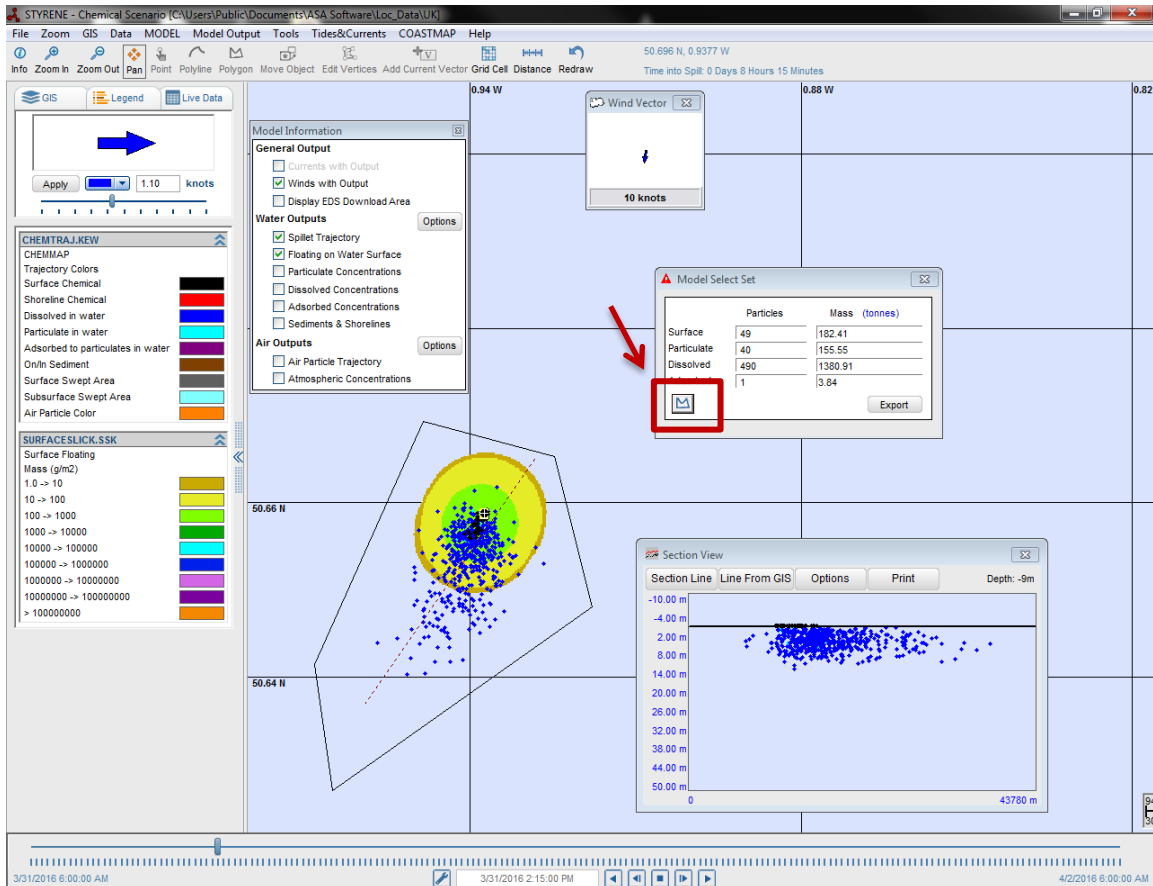 STYRENE - Chemical Scenario [C:\Users\Public\Documents\ASA Software\Loc_Data\UK]
File Zoom GIS Data MODEL Model Output Tools Tides&Currents COASTMAP Help
Info Zoom In Zoom Out Pan Point Polyline Polygon Move Object Edit Vertices Add Current Vector Grid Cell Distance Redraw
50.696 N, 0.9377 W
Time into Spill: 0 Days 8 Hours 15 Minutes
GIS Legend Live Data
Apply 1.10 knots
CHEMTRAJ.KEW
CHEMMAP
Trajectory Colors
Surface Chemical
Shoreline Chemical
Dissolved in water
Particulate in water
Adsorbed to particulates in water
On/In Sediment
Surface Swept Area
Subsurface Swept Area
Air Particle Color
SURFACESLICK.SSK
Surface Floating
Mass (g/m2)
1.0 -> 10
10 -> 100
100 -> 1000
1000 -> 10000
10000 -> 100000
100000 -> 1000000
1000000 -> 10000000
10000000 -> 100000000
> 100000000
0.94 W
0.88 W
0.82
Model Information
General Output
Currents with Output
Winds with Output
Display EDS Download Area
Water Outputs Options
Spillet Trajectory
Floating on Water Surface
Particulate Concentrations
Dissolved Concentrations
Adsorbed Concentrations
Sediments & Shorelines
Air Outputs Options
Air Particle Trajectory
Atmospheric Concentrations
Wind Vector
10 knots
Model Select Set
Particles Mass (tonnes)
Surface 49 182.41
Particulate 40 155.55
Dissolved 490 1380.91
1 3.84
Export
50.66 N
50.64 N
Section View
Section Line Line From GIS Options Print Depth: -9m
-10.00 m
-4.00 m
2.00 m
8.00 m
14.00 m
20.00 m
26.00 m
32.00 m
38.00 m
44.00 m
50.00 m
0 43780 m
3/31/2016 6:00:00 AM 3/31/2016 2:15:00 PM 4/2/2016 6:00:00 AM